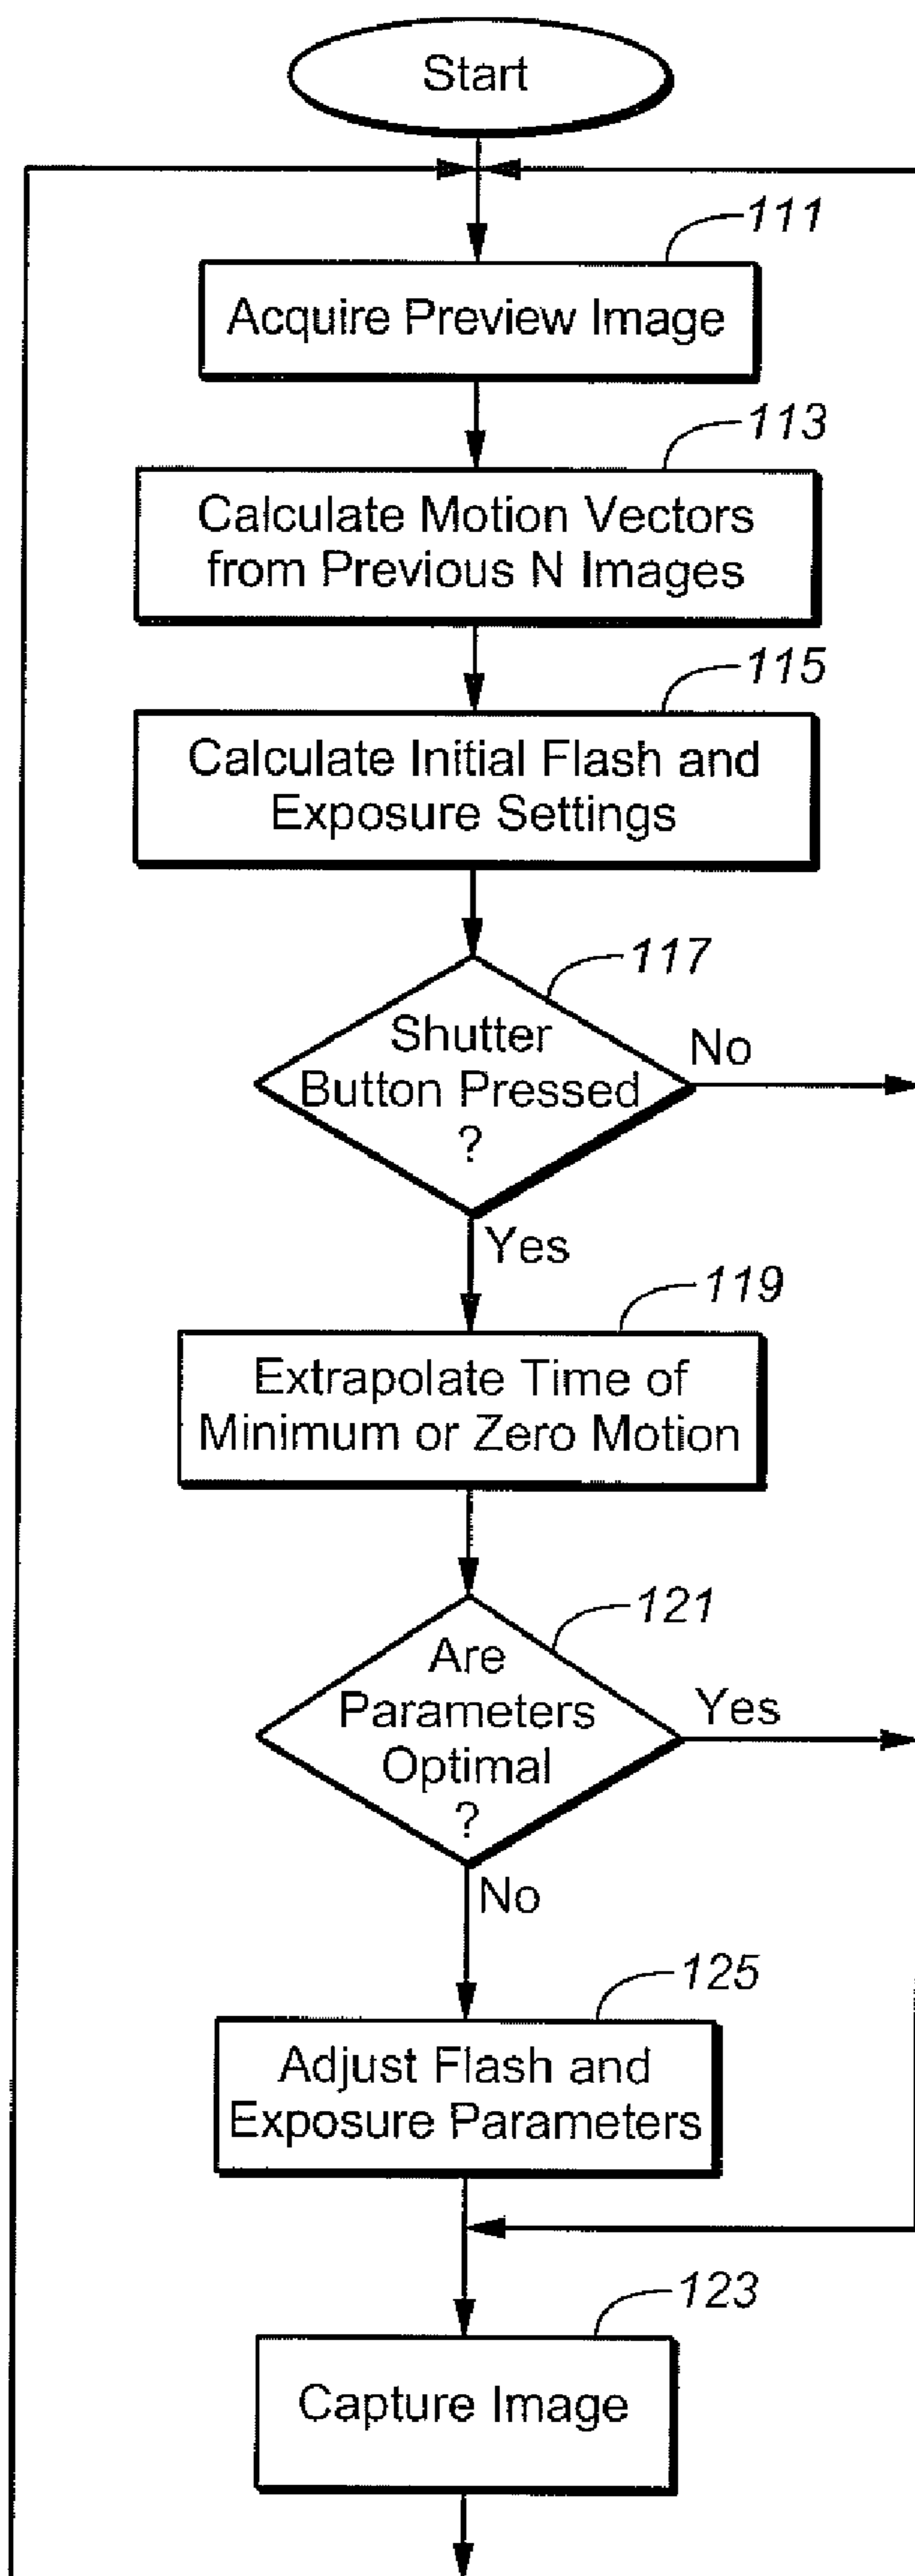 Start
111
Acquire Preview Image
113
Calculate Motion Vectors
from Previous N Images
115
Calculate Initial Flash and
Exposure Settings
117
Shutter
Button Pressed
?
No
Yes
119
Extrapolate Time of
Minimum or Zero Motion
121
Are
Parameters
Optimal
?
Yes
No
125
Adjust Flash and
Exposure Parameters
123
Capture Image